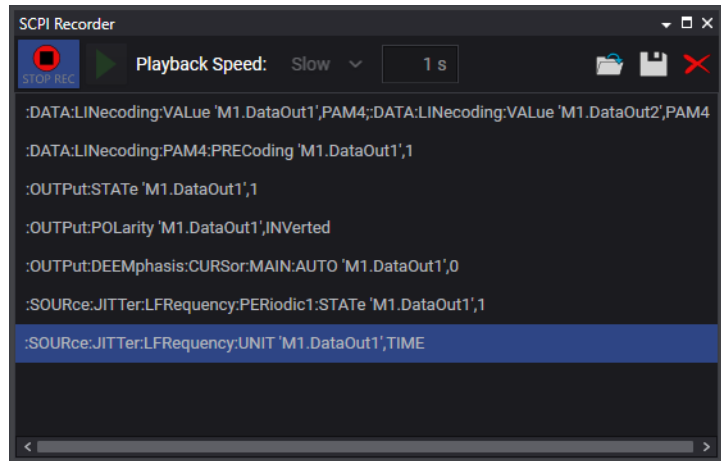 SCPI Recorder
STOP REC
Playback Speed: Slow 1 s
:DATA:LINecoding:VALue 'M1.DataOut1',PAM4;:DATA:LINecoding:VALue 'M1.DataOut2',PAM4
:DATA:LINecoding:PAM4:PRECoding 'M1.DataOut1',1
:OUTPut:STATe 'M1.DataOut1',1
:OUTPut:POLarity 'M1.DataOut1',INVerted
:OUTPut:DEEMphasis:CURSor:MAIN:AUTO 'M1.DataOut1',0
:SOURce:JITTer:LFRequency:PERiodic1:STATe 'M1.DataOut1',1
:SOURce:JITTer:LFRequency:UNIT 'M1.DataOut1',TIME